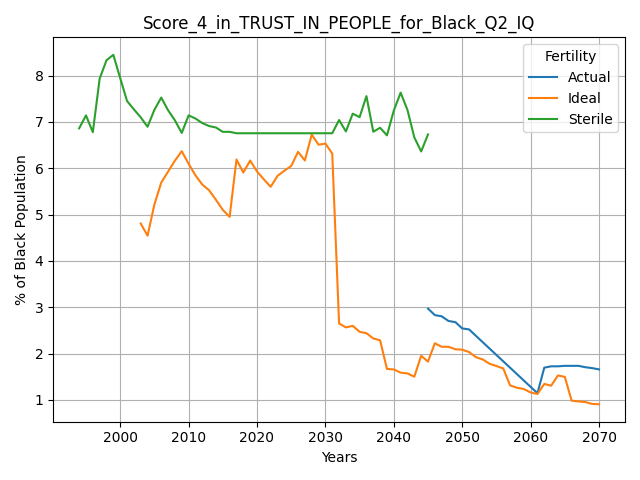 Score_4_in_TRUST_IN_PEOPLE_for_Black_Q2_IQ
Fertility
Actual
Ideal
Sterile
% of Black Population
8
7
6
5
4
3
2
1
2000 2010 2020 2030 2040 2050 2060 2070
Years